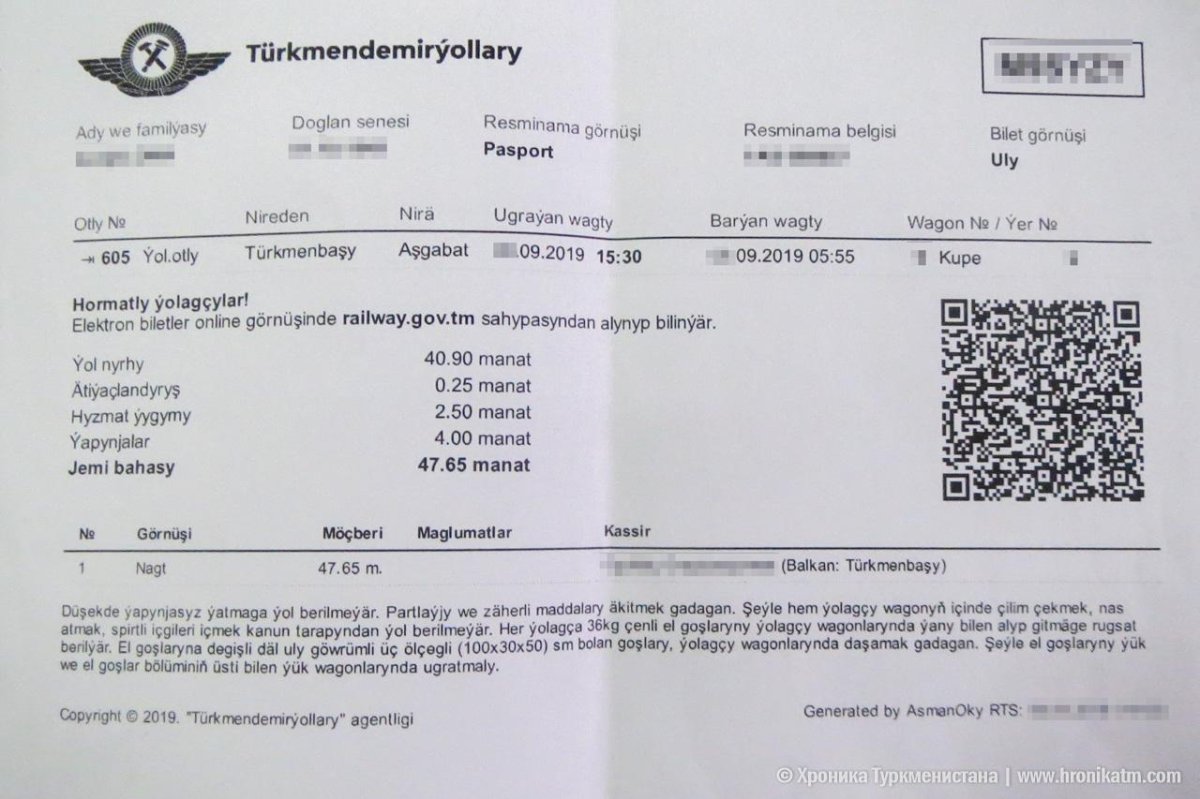 Türkmendemirýollary
Ady we familýasy
Doglan senesi
Resminama görnüşi
Pasport
Resminama belgisi
Bilet görnüşi
Uly
Otly № Nireden Nirä Ugraýan wagty Barýan wagty Wagon № / Ýer №
⇥ 605 Ýol.otly Türkmenbaşy Aşgabat .09.2019 15:30 09.2019 05:55 Kupe
Hormatly ýolagçylar!
Elektron biletler online görnüşinde railway.gov.tm sahypasyndan alynyp bilinýär.
Ýol nyrhy 40.90 manat
Ätiýaçlandyryş 0.25 manat
Hyzmat ýygymy 2.50 manat
Ýapynjalar 4.00 manat
Jemi bahasy 47.65 manat
№ Görnüşi Möçberi Maglumatlar Kassir
1 Nagt 47.65 m. (Balkan: Türkmenbaşy)
Düşekde ýapynjasyz ýatmaga ýol berilmeýär. Partlaýjy we zäherli maddalary äkitmek gadagan. Şeýle hem ýolagçy wagonyň içinde çilim çekmek, nas
atmak, spirtli içgileri içmek kanun tarapyndan ýol berilmeýär. Her ýolagça 36kg çenli el goşlaryny ýolagçy wagonlarynda ýany bilen alyp gitmäge rugsat
berilýär. El goşlaryna degişli däl uly göwrümli üç ölçegli (100x30x50) sm bolan goşlary, ýolagçy wagonlarynda daşamak gadagan. Şeýle el goşlaryny ýük
we el goşlar bölüminiň üsti bilen ýük wagonlarynda ugratmaly.
Copyright © 2019. "Türkmendemirýollary" agentligi
Generated by AsmanOky RTS:
© Хроника Туркменистана | www.hronikatm.com